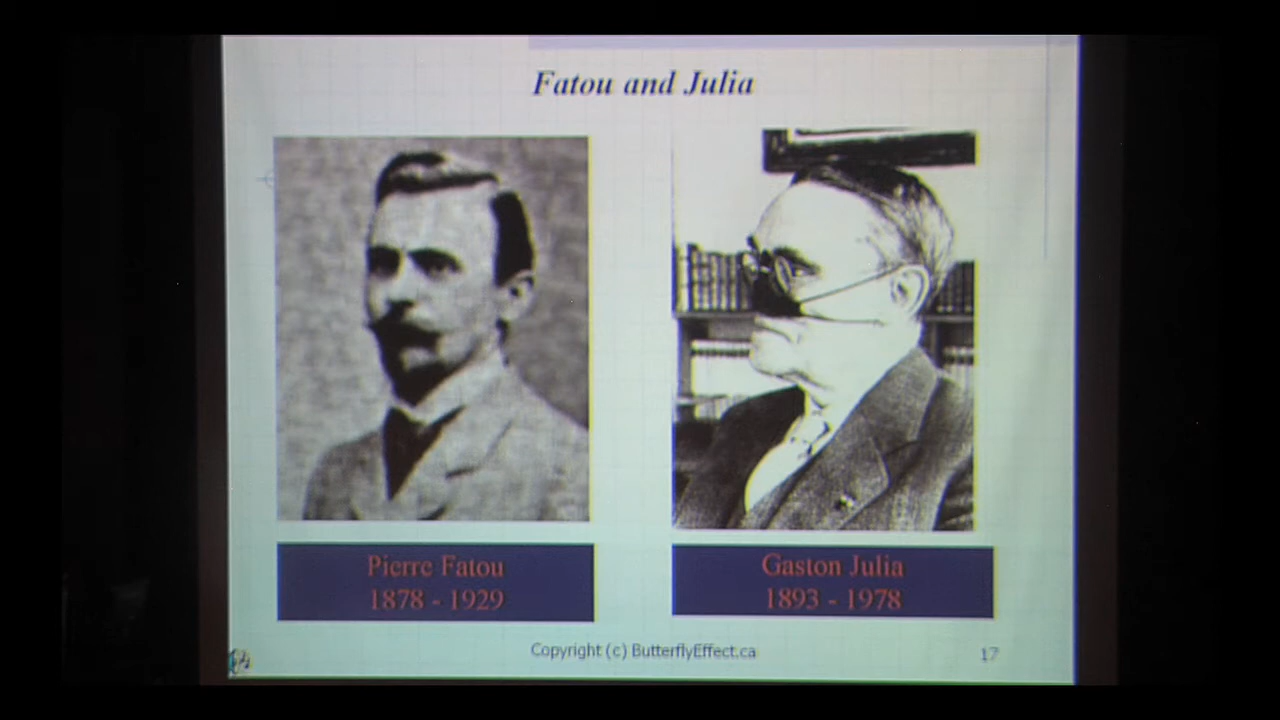 Fatou and Julia
Pierre Fatou
1878 - 1929
Gaston Julia
1893 - 1978
Copyright (c) ButterflyEffect.ca
17